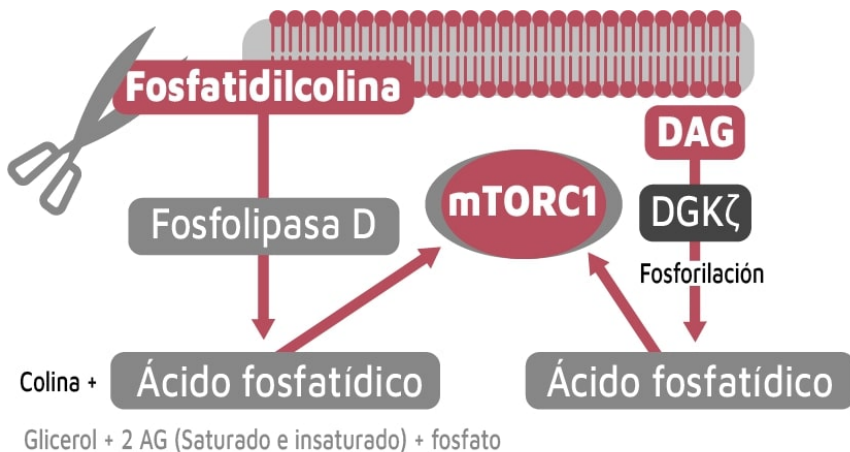 Fosfatidilcolina
DAG
mTORC1
DGKζ
Fosfolipasa D
Fosforilación
Colina + Ácido fosfatídico
Ácido fosfatídico
Glicerol + 2 AG (Saturado e insaturado) + fosfato